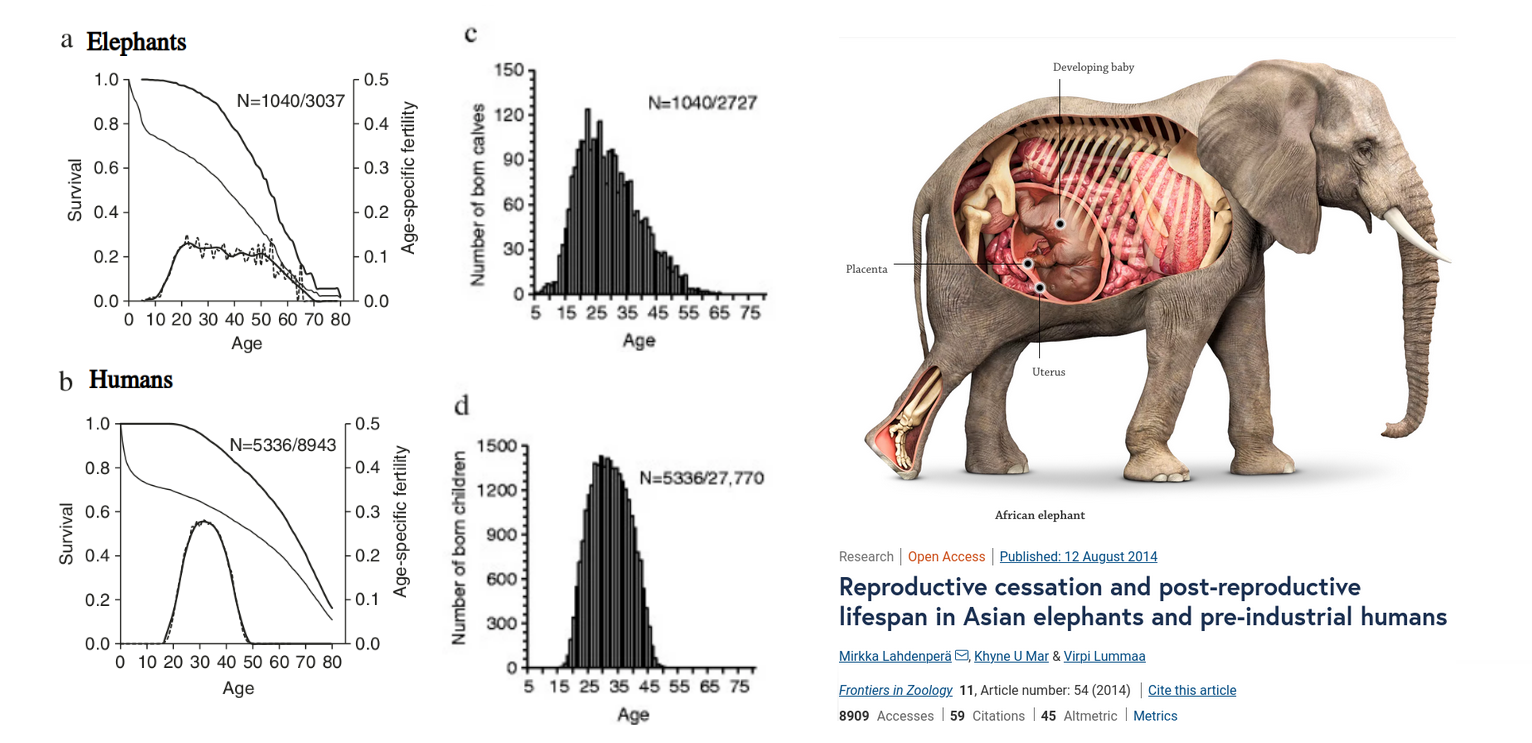 a Elephants
1.0
0.8
0.6
0.4
0.2
0.0
Survival
N=1040/3037
0.5
0.4
0.3
0.2
0.1
0.0
Age-specific fertility
0 10 20 30 40 50 60 70 80
Age
b Humans
1.0
0.8
0.6
0.4
0.2
0.0
Survival
N=5336/8943
0.5
0.4
0.3
0.2
0.1
0.0
Age-specific fertility
0 10 20 30 40 50 60 70 80
Age
c
150
120
90
60
30
0
Number of born calves
N=1040/2727
5 15 25 35 45 55 65 75
Age
d
1500
1200
900
600
300
0
Number of born children
N=5336/27,770
5 15 25 35 45 55 65 75
Age
Developing baby
Placenta
Uterus
African elephant
Research | Open Access | Published: 12 August 2014
Reproductive cessation and post-reproductive
lifespan in Asian elephants and pre-industrial humans
Mirkka Lahdenperä, Khyne U Mar & Virpi Lummaa
Frontiers in Zoology 11, Article number: 54 (2014) | Cite this article
8909 Accesses | 59 Citations | 45 Altmetric | Metrics